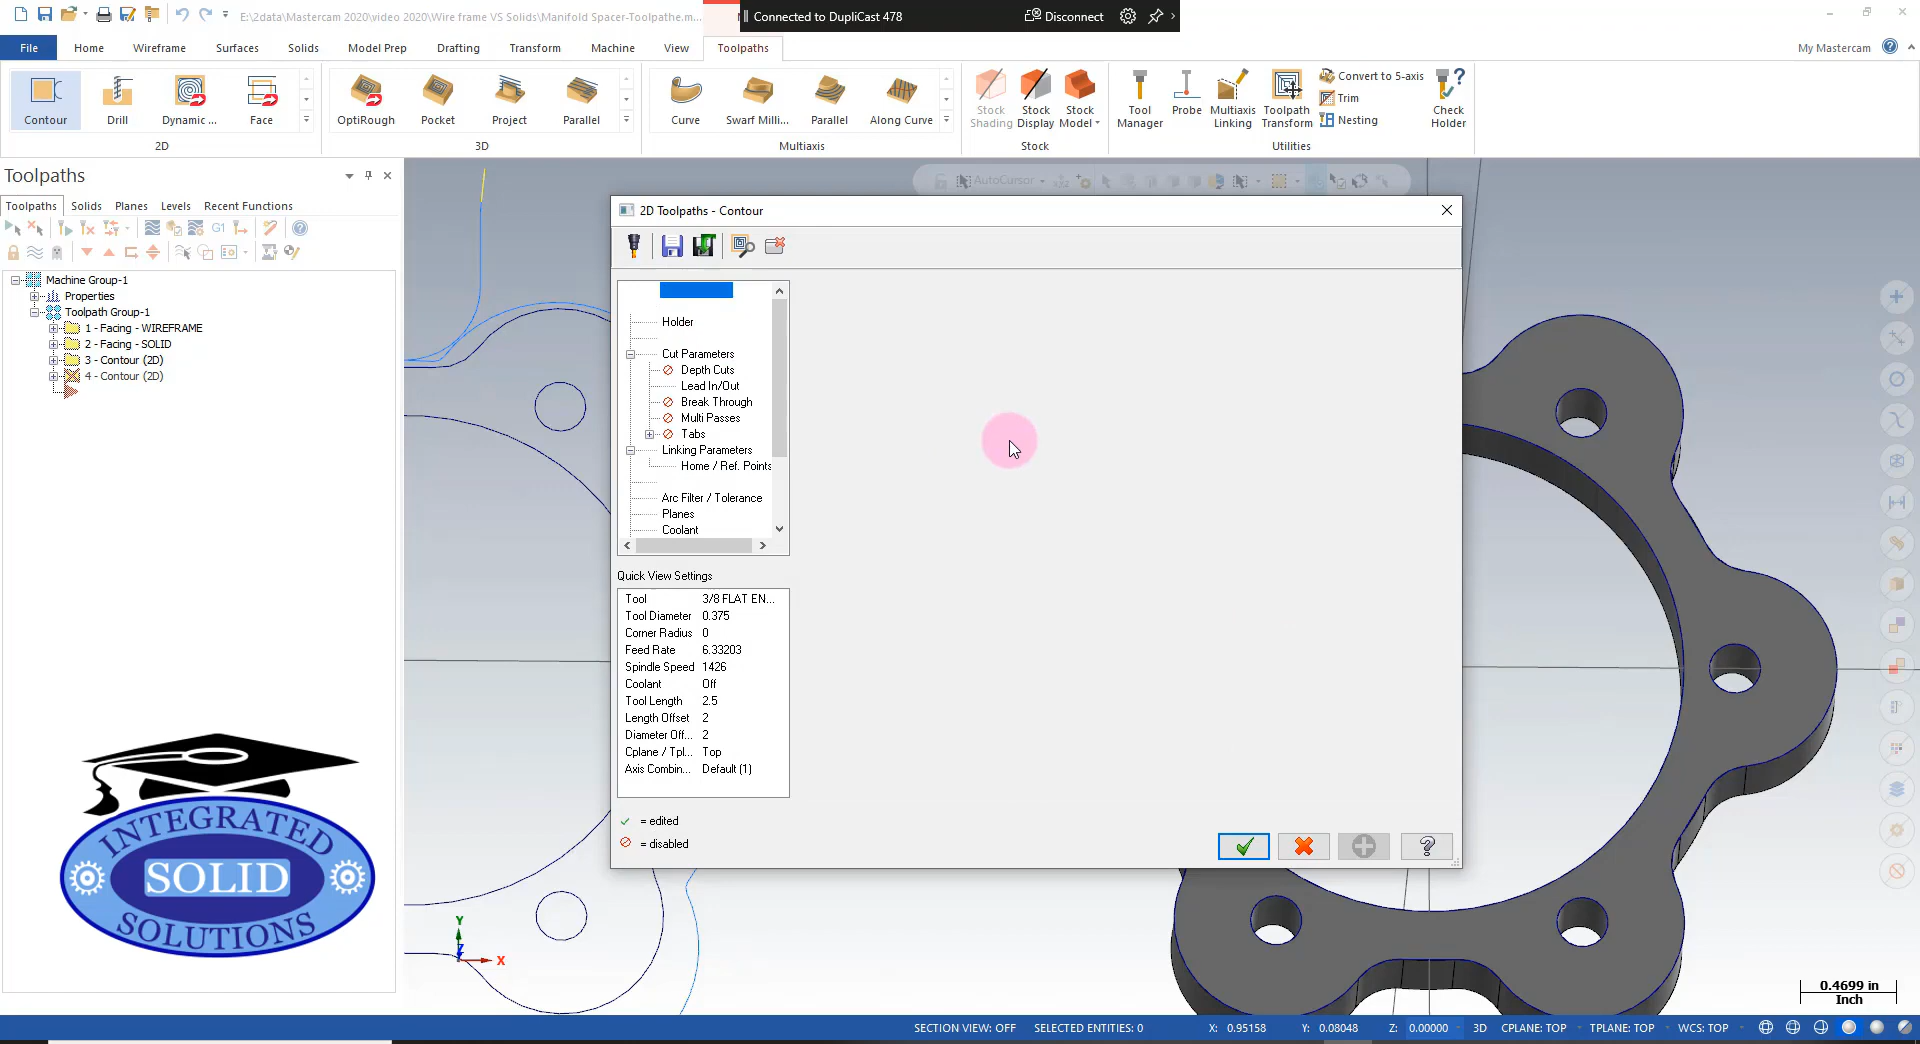 E:\2data\Mastercam 2020\video 2020\Wire frame VS Solids\Manifold Spacer-Toolpathe.m...
Connected to DupliCast 478
Disconnect
File
Home
Wireframe
Surfaces
Solids
Model Prep
Drafting
Transform
Machine
View
Toolpaths
My Mastercam
Contour
Drill
Dynamic ...
Face
2D
OptiRough
Pocket
Project
Parallel
3D
Curve
Swarf Milli...
Parallel
Along Curve
Multiaxis
Stock Shading
Stock Display
Stock Model
Stock
Tool Manager
Probe
Multiaxis Linking
Toolpath Transform
Convert to 5-axis
Trim
Nesting
Check Holder
Utilities
Toolpaths
Toolpaths
Solids
Planes
Levels
Recent Functions
G1
Machine Group-1
Properties
Toolpath Group-1
1 - Facing - WIREFRAME
2 - Facing - SOLID
3 - Contour (2D)
4 - Contour (2D)
INTEGRATED
SOLID
SOLUTIONS
AutoCursor
2D Toolpaths - Contour
Holder
Cut Parameters
Depth Cuts
Lead In/Out
Break Through
Multi Passes
Tabs
Linking Parameters
Home / Ref. Points
Arc Filter / Tolerance
Planes
Coolant
Quick View Settings
Tool 3/8 FLAT EN...
Tool Diameter 0.375
Corner Radius 0
Feed Rate 6.33203
Spindle Speed 1426
Coolant Off
Tool Length 2.5
Length Offset 2
Diameter Off... 2
Cplane / Tpl... Top
Axis Combin... Default (1)
= edited
= disabled
Y
Z
X
0.4699 in
Inch
SECTION VIEW: OFF SELECTED ENTITIES: 0 X: 0.95158 Y: 0.08048 Z: 0.00000 3D CPLANE: TOP TPLANE: TOP WCS: TOP